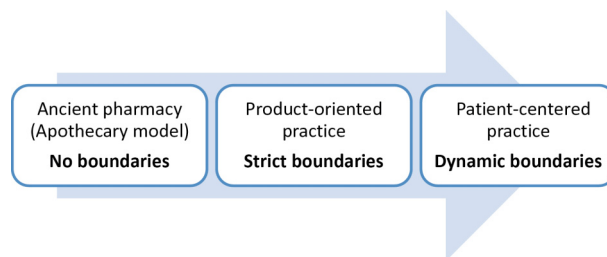 Ancient pharmacy
(Apothecary model)
No boundaries
Product-oriented
practice
Strict boundaries
Patient-centered
practice
Dynamic boundaries